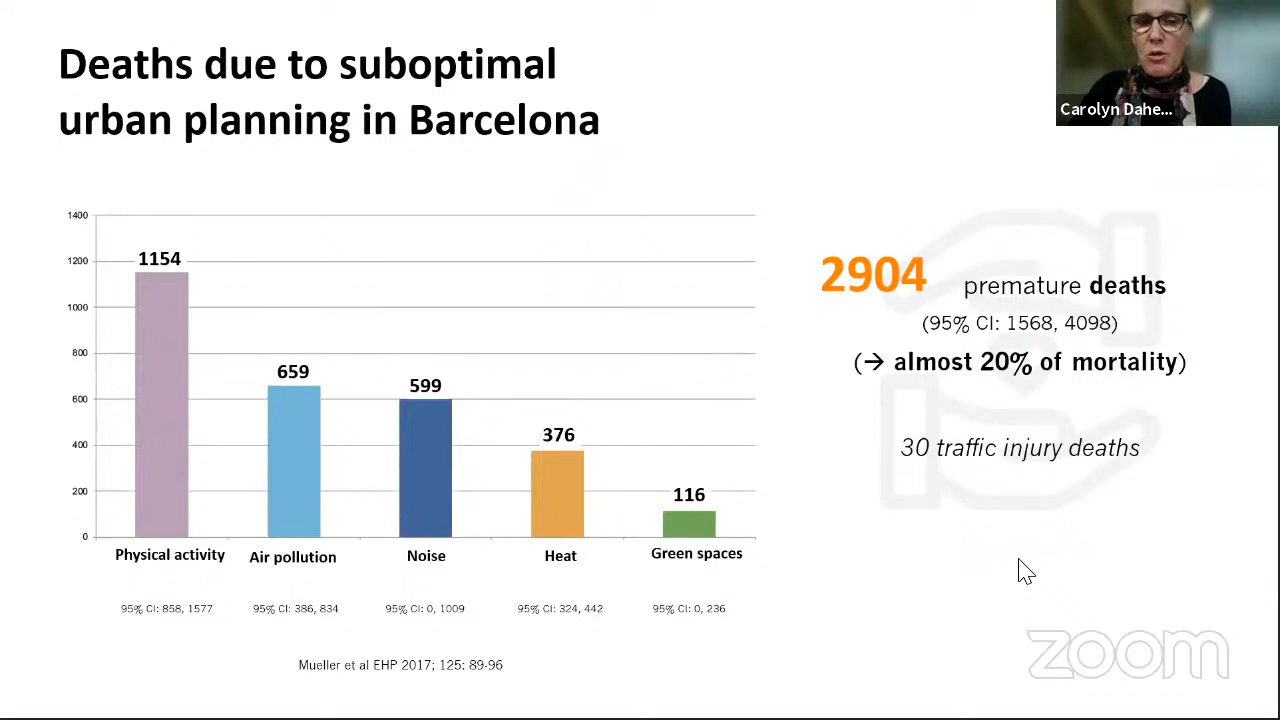 Deaths due to suboptimal
urban planning in Barcelona
Carolyn Dahe...
1400
1200
1000
800
600
400
200
0
1154
659
599
376
116
Physical activity
Air pollution
Noise
Heat
Green spaces
95% CI: 858, 1577
95% CI: 386, 834
95% CI: 0, 1009
95% CI: 324, 442
95% CI: 0, 236
Mueller et al EHP 2017; 125: 89-96
2904 premature deaths
(95% CI: 1568, 4098)
(→ almost 20% of mortality)
30 traffic injury deaths
zoom